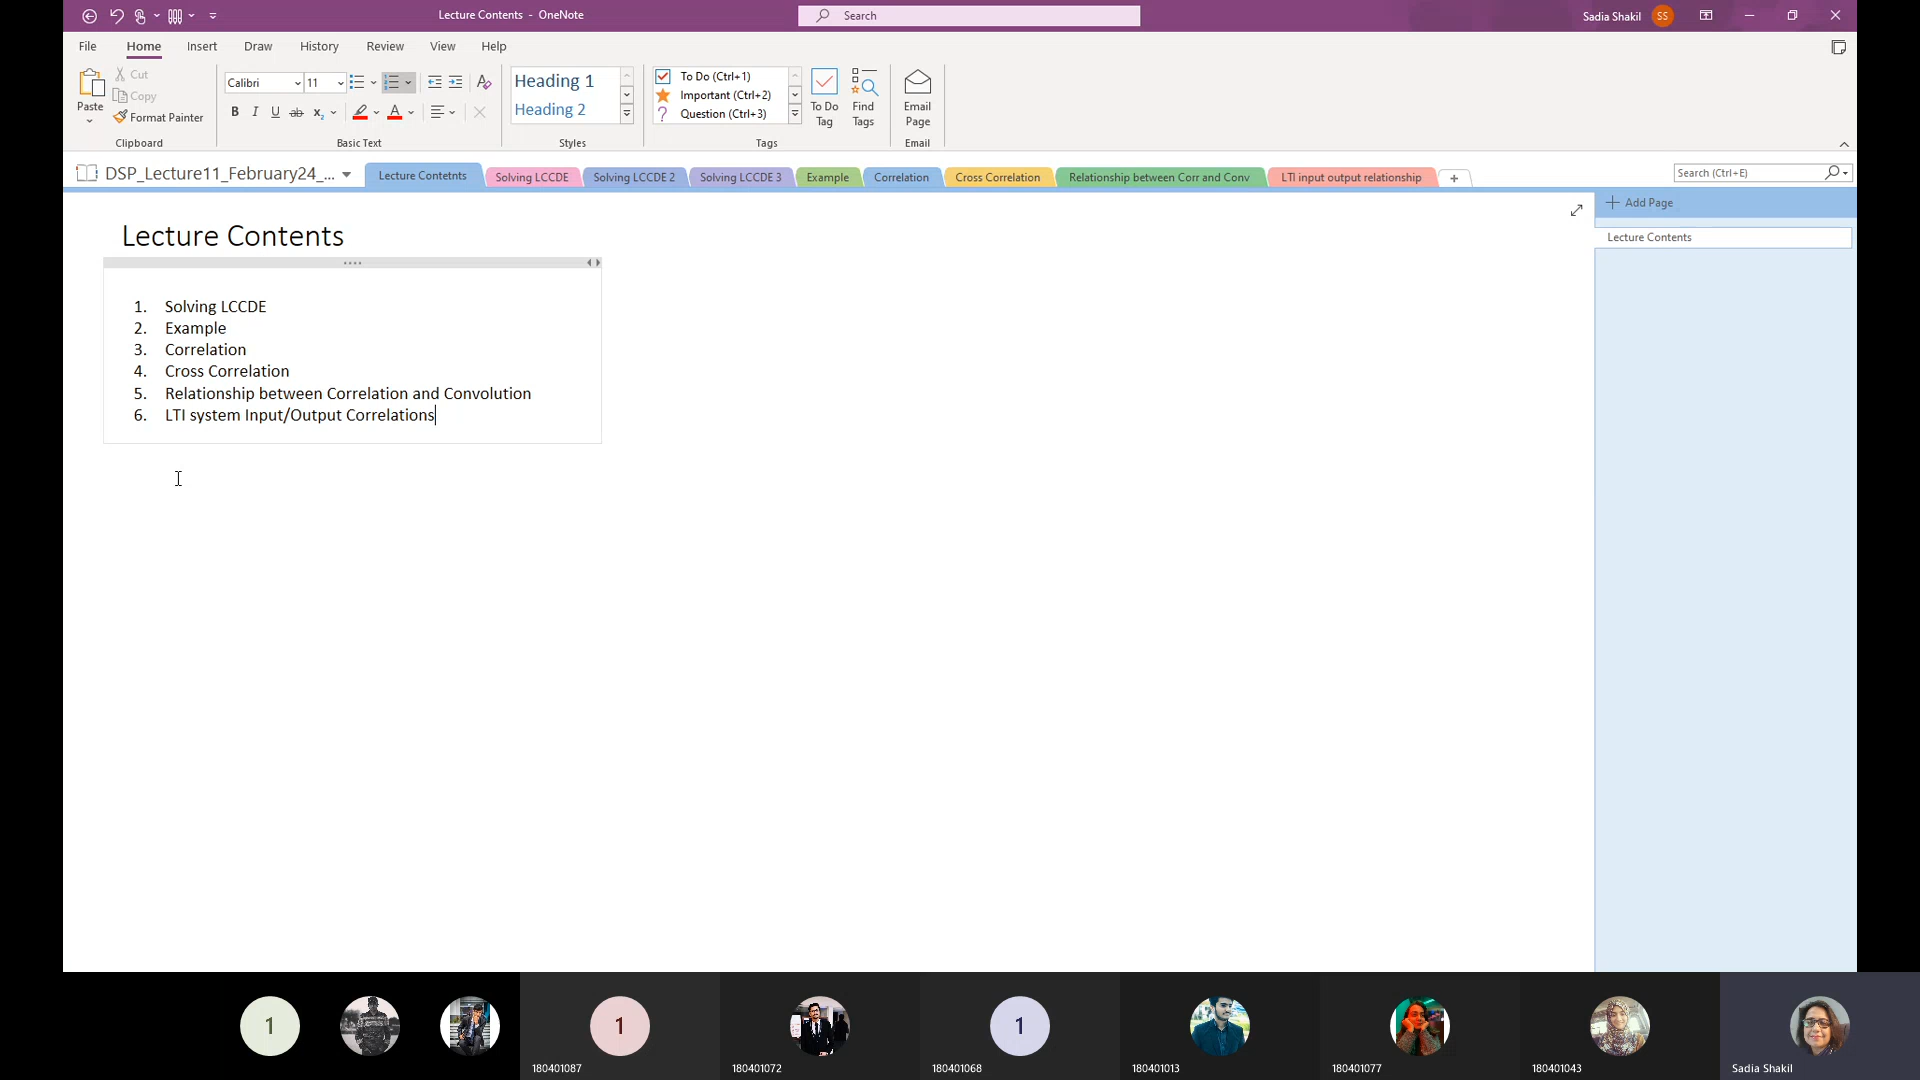 Lecture Contents - OneNote
Search
Sadia Shakil
SS
File
Home
Insert
Draw
History
Review
View
Help
Paste
Cut
Copy
Format Painter
Clipboard
Calibri
11
B I U ab x₂
A
Basic Text
Heading 1
Heading 2
Styles
To Do (Ctrl+1)
Important (Ctrl+2)
Question (Ctrl+3)
Tags
To Do
Tag
Find
Tags
Email
Page
Email
DSP_Lecture11_February24_...
Lecture Contetnts
Solving LCCDE
Solving LCCDE 2
Solving LCCDE 3
Example
Correlation
Cross Correlation
Relationship between Corr and Conv
LTI input output relationship
Search (Ctrl+E)
Add Page
Lecture Contents
Lecture Contents
1. Solving LCCDE
2. Example
3. Correlation
4. Cross Correlation
5. Relationship between Correlation and Convolution
6. LTI system Input/Output Correlations
1
1
180401087
180401072
1
180401068
180401013
180401077
180401043
Sadia Shakil